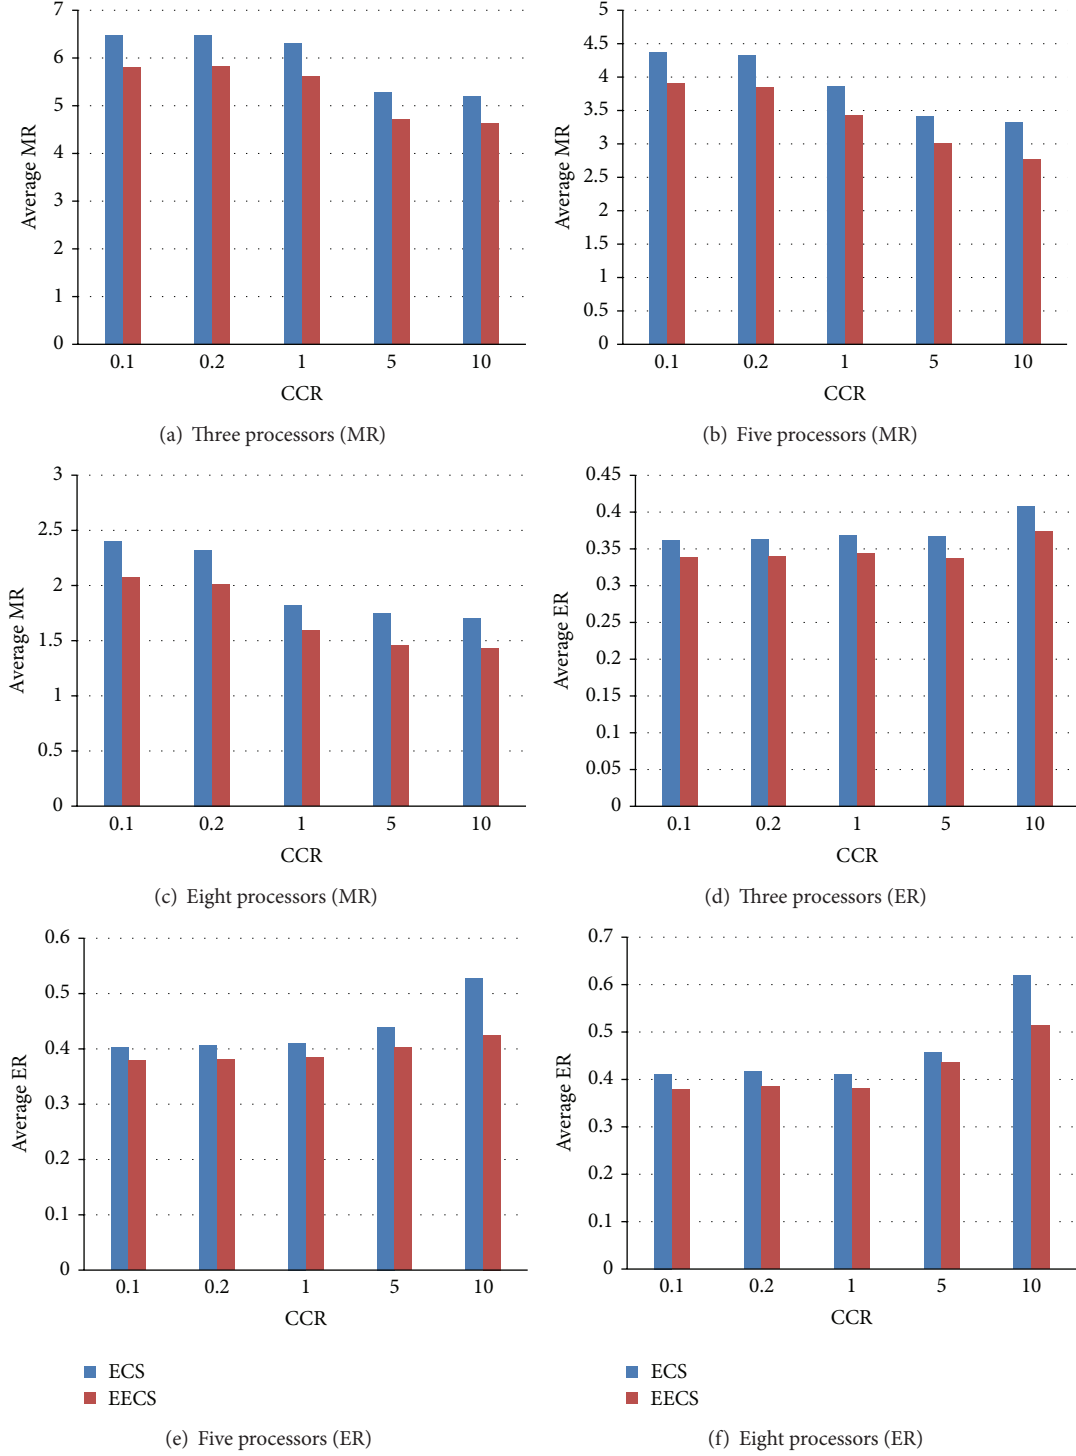 7
6
5
4
3
2
1
0
Average MR
0.1 0.2 1 5 10
CCR
(a) Three processors (MR)
5
4.5
4
3.5
3
2.5
2
1.5
1
0.5
0
Average MR
0.1 0.2 1 5 10
CCR
(b) Five processors (MR)
3
2.5
2
1.5
1
0.5
0
Average MR
0.1 0.2 1 5 10
CCR
(c) Eight processors (MR)
0.45
0.4
0.35
0.3
0.25
0.2
0.15
0.1
0.05
0
Average ER
0.1 0.2 1 5 10
CCR
(d) Three processors (ER)
0.6
0.5
0.4
0.3
0.2
0.1
0
Average ER
0.1 0.2 1 5 10
CCR
ECS
EECS
(e) Five processors (ER)
0.7
0.6
0.5
0.4
0.3
0.2
0.1
0
Average ER
0.1 0.2 1 5 10
CCR
ECS
EECS
(f) Eight processors (ER)